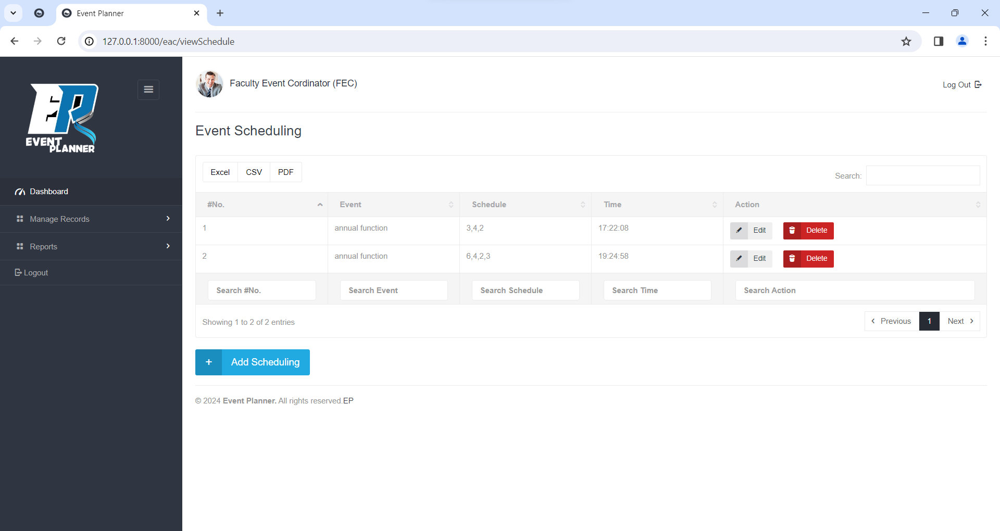 Event Planner
127.0.0.1:8000/eac/viewSchedule
EVENT
PLANNER
Dashboard
Manage Records
Reports
Logout
Faculty Event Cordinator (FEC)
Log Out
Event Scheduling
Excel CSV PDF
Search:
#No. Event Schedule Time Action
1 annual function 3,4,2 17:22:08 Edit Delete
2 annual function 6,4,2,3 19:24:58 Edit Delete
Search #No. Search Event Search Schedule Search Time Search Action
Showing 1 to 2 of 2 entries
Previous 1 Next
+ Add Scheduling
© 2024 Event Planner. All rights reserved.EP